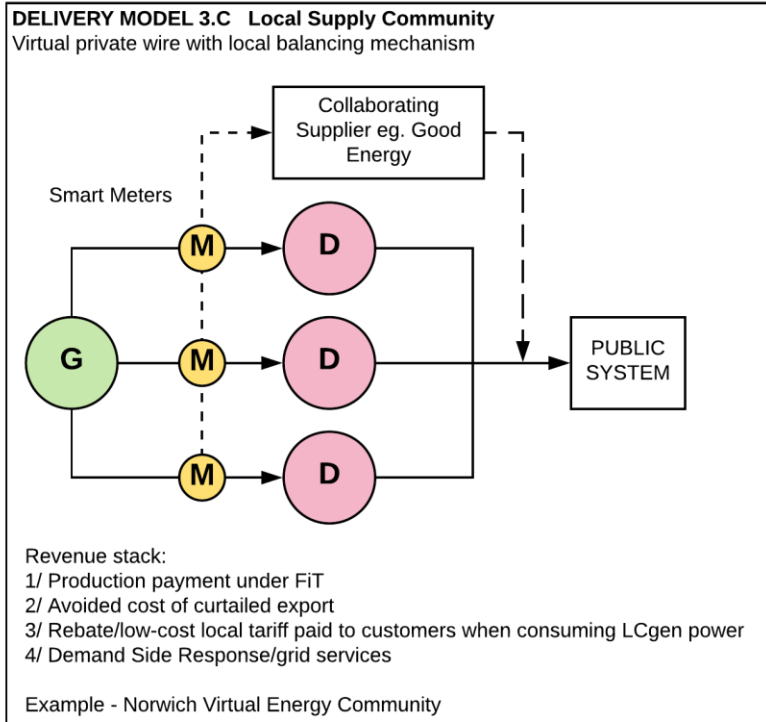 DELIVERY MODEL 3.C Local Supply Community
Virtual private wire with local balancing mechanism
Collaborating
Supplier eg. Good
Energy
Smart Meters
M
D
G
M
D
PUBLIC
SYSTEM
M
D
Revenue stack:
1/ Production payment under FiT
2/ Avoided cost of curtailed export
3/ Rebate/low-cost local tariff paid to customers when consuming LCgen power
4/ Demand Side Response/grid services
Example - Norwich Virtual Energy Community